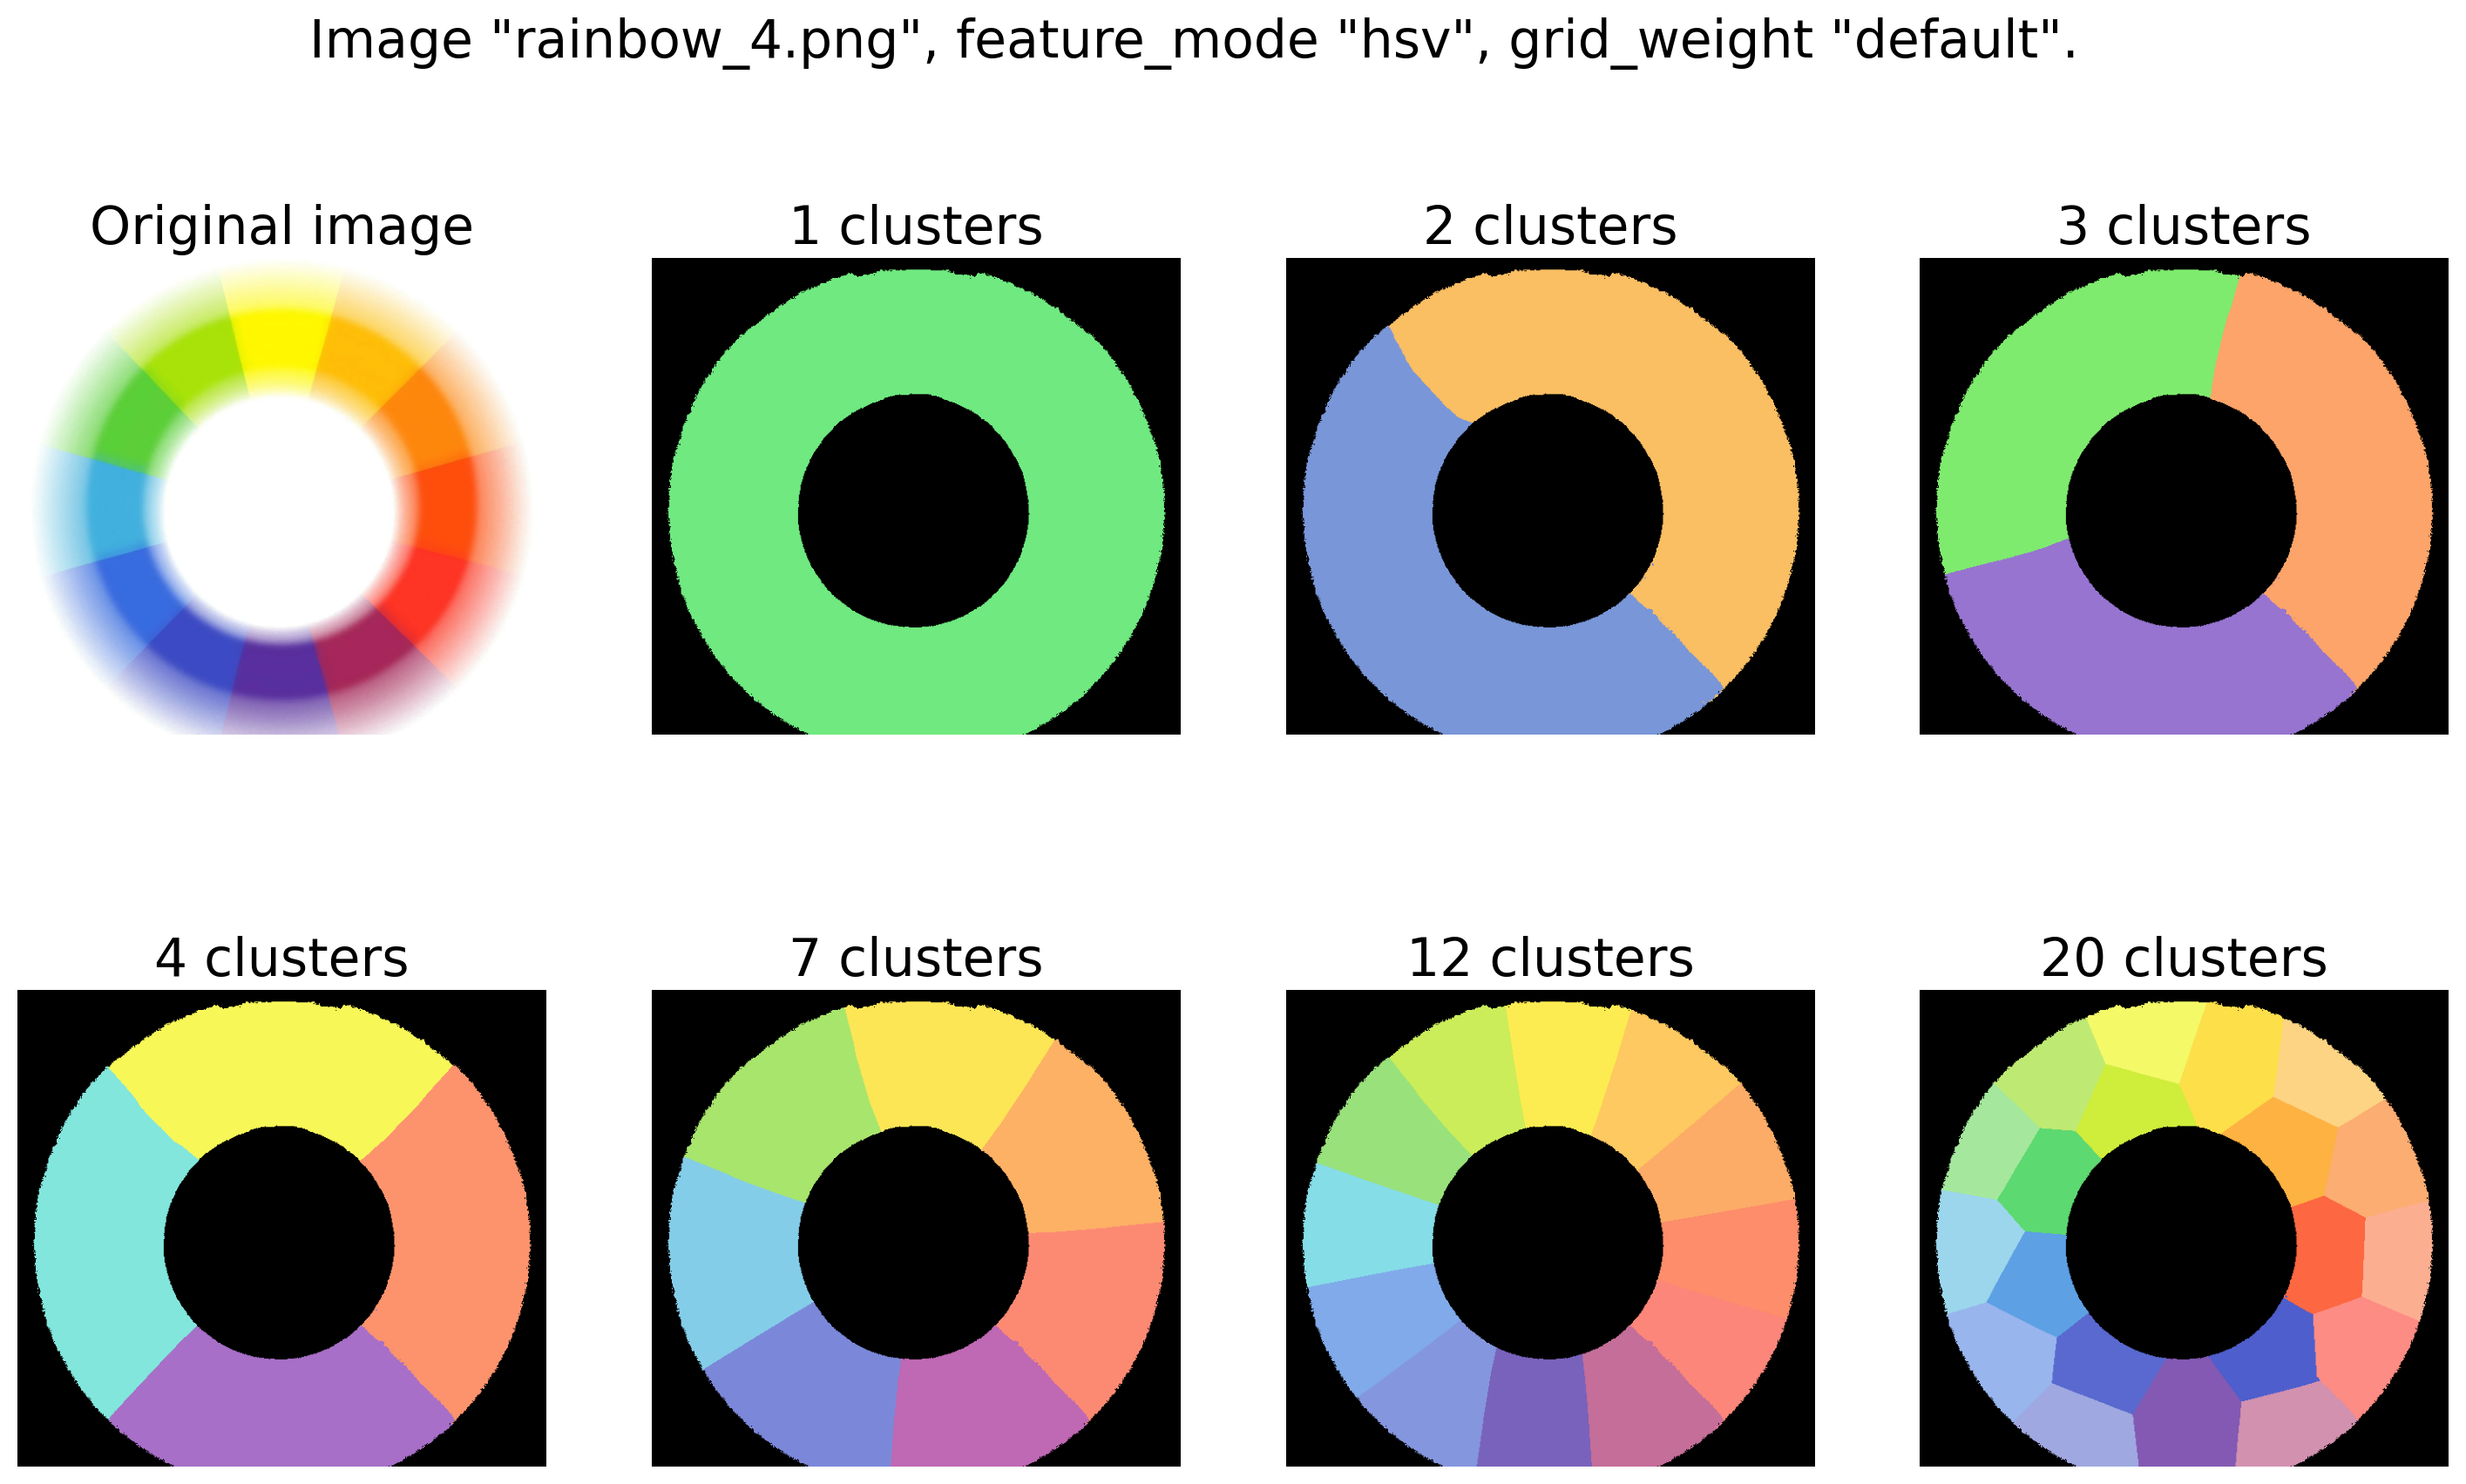 Image "rainbow_4.png", feature_mode "hsv", grid_weight "default".
Original image
1 clusters
2 clusters
3 clusters
4 clusters
7 clusters
12 clusters
20 clusters